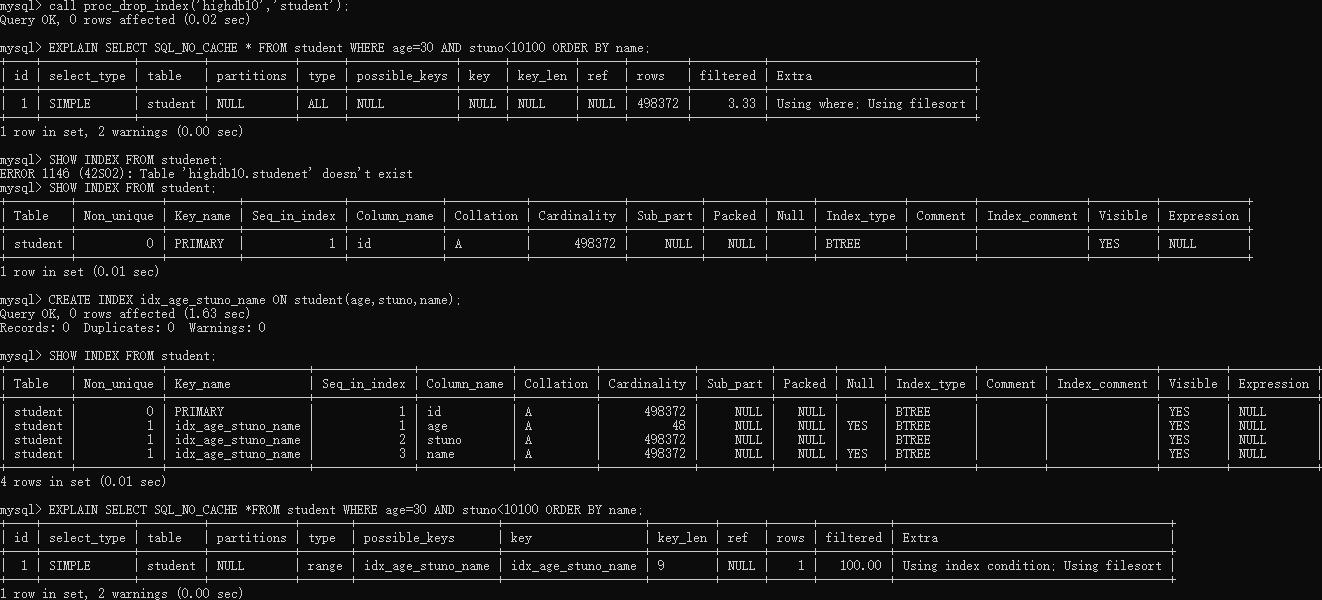 mysql> call proc_drop_index('highdb10','student');
Query OK, 0 rows affected (0.02 sec)
mysql> EXPLAIN SELECT SQL_NO_CACHE * FROM student WHERE age=30 AND stuno<10100 ORDER BY name;
| id | select_type | table | partitions | type | possible_keys | key | key_len | ref | rows | filtered | Extra |
| 1 | SIMPLE | student | NULL | ALL | NULL | NULL | NULL | NULL | 498372 | 3.33 | Using where; Using filesort |
1 row in set, 2 warnings (0.00 sec)
mysql> SHOW INDEX FROM studenet;
ERROR 1146 (42S02): Table 'highdb10.studenet' doesn't exist
mysql> SHOW INDEX FROM student;
| Table | Non_unique | Key_name | Seq_in_index | Column_name | Collation | Cardinality | Sub_part | Packed | Null | Index_type | Comment | Index_comment | Visible | Expression |
| student | 0 | PRIMARY | 1 | id | A | 498372 | NULL | NULL | | BTREE | | | YES | NULL |
1 row in set (0.01 sec)
mysql> CREATE INDEX idx_age_stuno_name ON student(age,stuno,name);
Query OK, 0 rows affected (1.63 sec)
Records: 0 Duplicates: 0 Warnings: 0
mysql> SHOW INDEX FROM student;
| Table | Non_unique | Key_name | Seq_in_index | Column_name | Collation | Cardinality | Sub_part | Packed | Null | Index_type | Comment | Index_comment | Visible | Expression |
| student | 0 | PRIMARY | 1 | id | A | 498372 | NULL | NULL | | BTREE | | | YES | NULL |
| student | 1 | idx_age_stuno_name | 1 | age | A | 48 | NULL | NULL | YES | BTREE | | | YES | NULL |
| student | 1 | idx_age_stuno_name | 2 | stuno | A | 498372 | NULL | NULL | | BTREE | | | YES | NULL |
| student | 1 | idx_age_stuno_name | 3 | name | A | 498372 | NULL | NULL | YES | BTREE | | | YES | NULL |
4 rows in set (0.01 sec)
mysql> EXPLAIN SELECT SQL_NO_CACHE *FROM student WHERE age=30 AND stuno<10100 ORDER BY name;
| id | select_type | table | partitions | type | possible_keys | key | key_len | ref | rows | filtered | Extra |
| 1 | SIMPLE | student | NULL | range | idx_age_stuno_name | idx_age_stuno_name | 9 | NULL | 1 | 100.00 | Using index condition; Using filesort |
1 row in set, 2 warnings (0.00 sec)